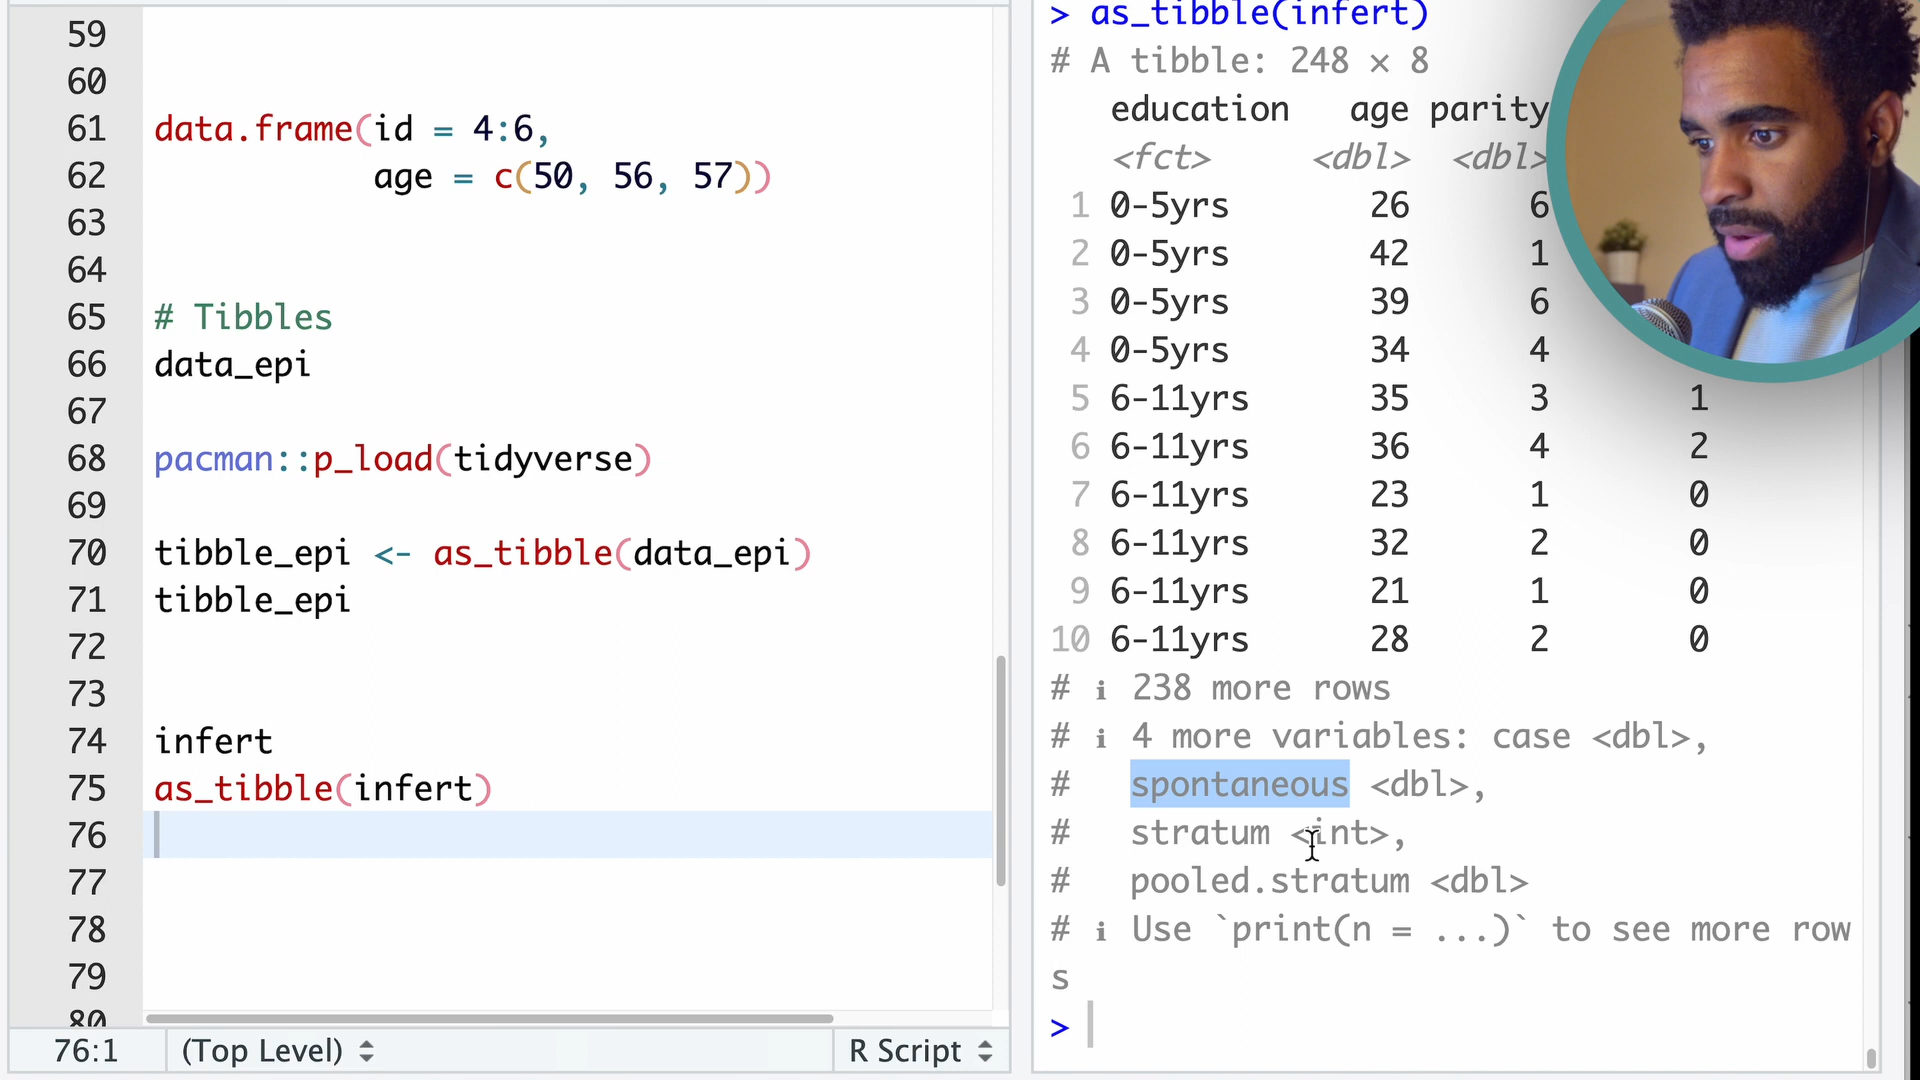 59
60
61 data.frame(id = 4:6,
62 age = c(50, 56, 57))
63
64
65 # Tibbles
66 data_epi
67
68 pacman::p_load(tidyverse)
69
70 tibble_epi <- as_tibble(data_epi)
71 tibble_epi
72
73
74 infert
75 as_tibble(infert)
76
77
78
79
80
76:1 (Top Level) R Script
> as_tibble(infert)
# A tibble: 248 × 8
education age parity
<fct> <dbl> <dbl>
1 0-5yrs 26 6
2 0-5yrs 42 1
3 0-5yrs 39 6
4 0-5yrs 34 4
5 6-11yrs 35 3 1
6 6-11yrs 36 4 2
7 6-11yrs 23 1 0
8 6-11yrs 32 2 0
9 6-11yrs 21 1 0
10 6-11yrs 28 2 0
# ℹ 238 more rows
# ℹ 4 more variables: case <dbl>,
# spontaneous <dbl>,
# stratum <int>,
# pooled.stratum <dbl>
# ℹ Use `print(n = ...)` to see more row
s
>